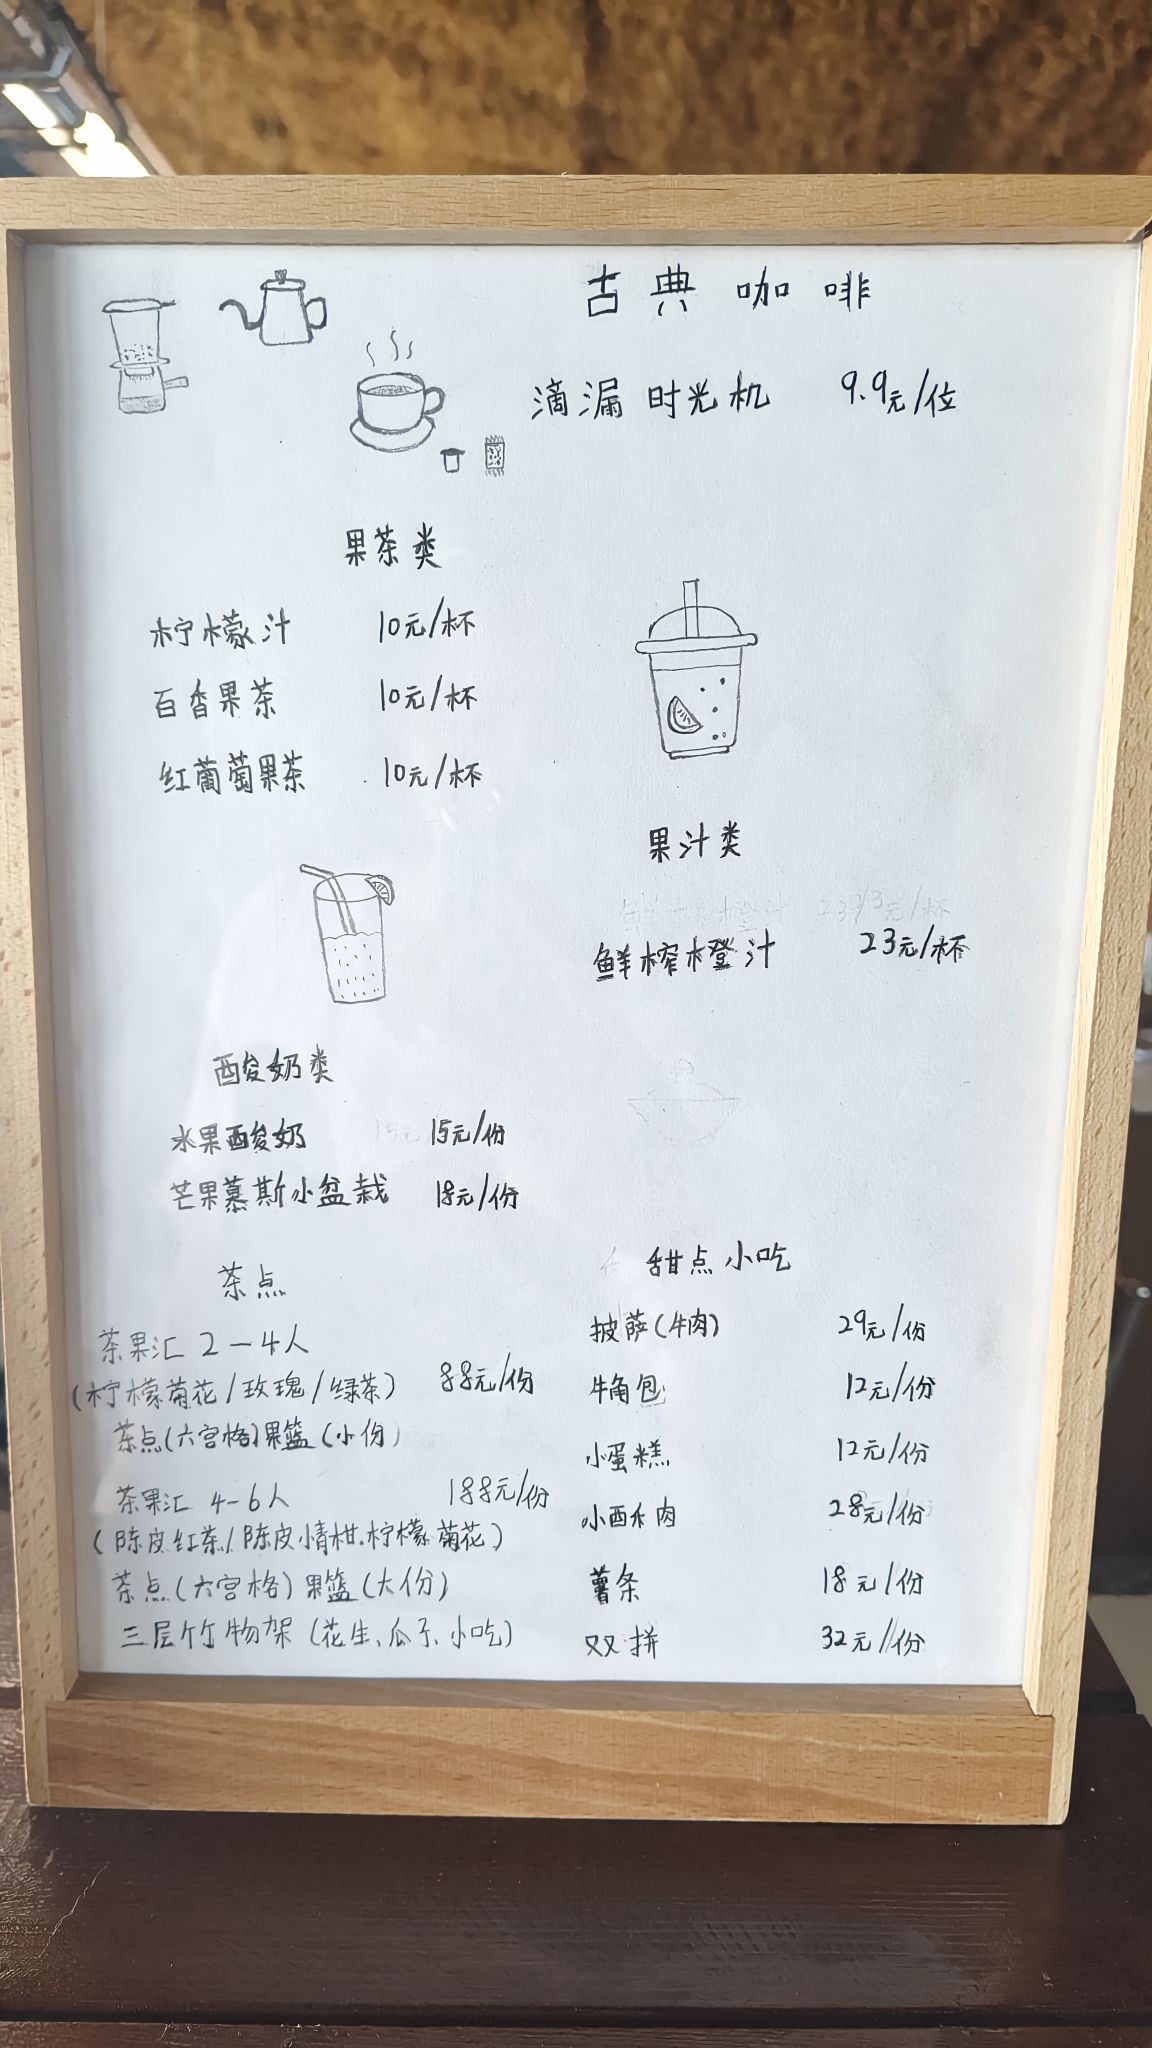 古典咖啡
滴漏时光机 9.9元/位
果茶类
柠檬汁 10元/杯
百香果茶 10元/杯
红葡萄果茶 10元/杯
果汁类
鲜榨橙汁 23元/杯
酸奶类
水果酸奶 15元/份
芒果慕斯小盆栽 18元/份
茶点
茶果汇 2一4人
(柠檬菊花/玫瑰/绿茶) 88元/份
茶点(六宫格)果篮(小份)
茶果汇 4-6人 188元/份
(陈皮红茶/陈皮情柑.柠檬菊花)
茶点(六宫格)果篮(大份)
三层竹物架(花生、瓜子、小吃)
甜点小吃
披萨(牛肉) 29元/份
牛角包 12元/份
小蛋糕 12元/份
小酥肉 28元/份
薯条 18元/份
双拼 32元/份